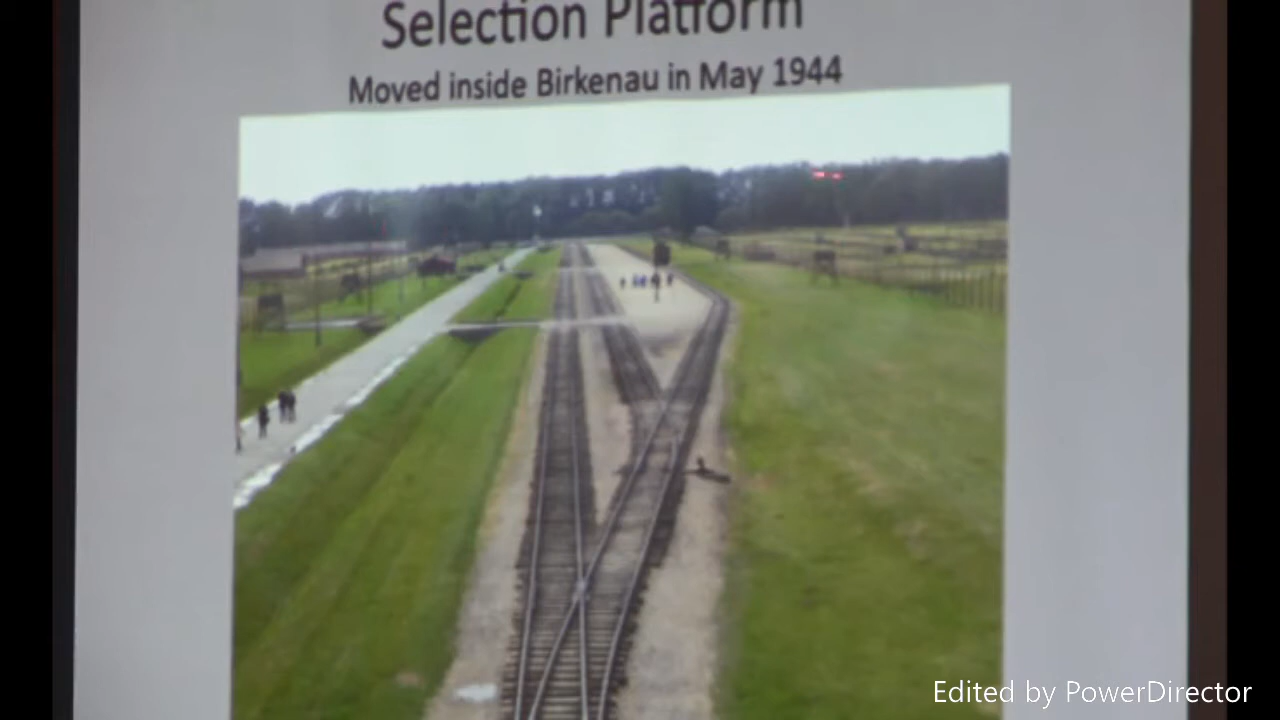 Selection Platform
Moved inside Birkenau in May 1944
Edited by PowerDirector